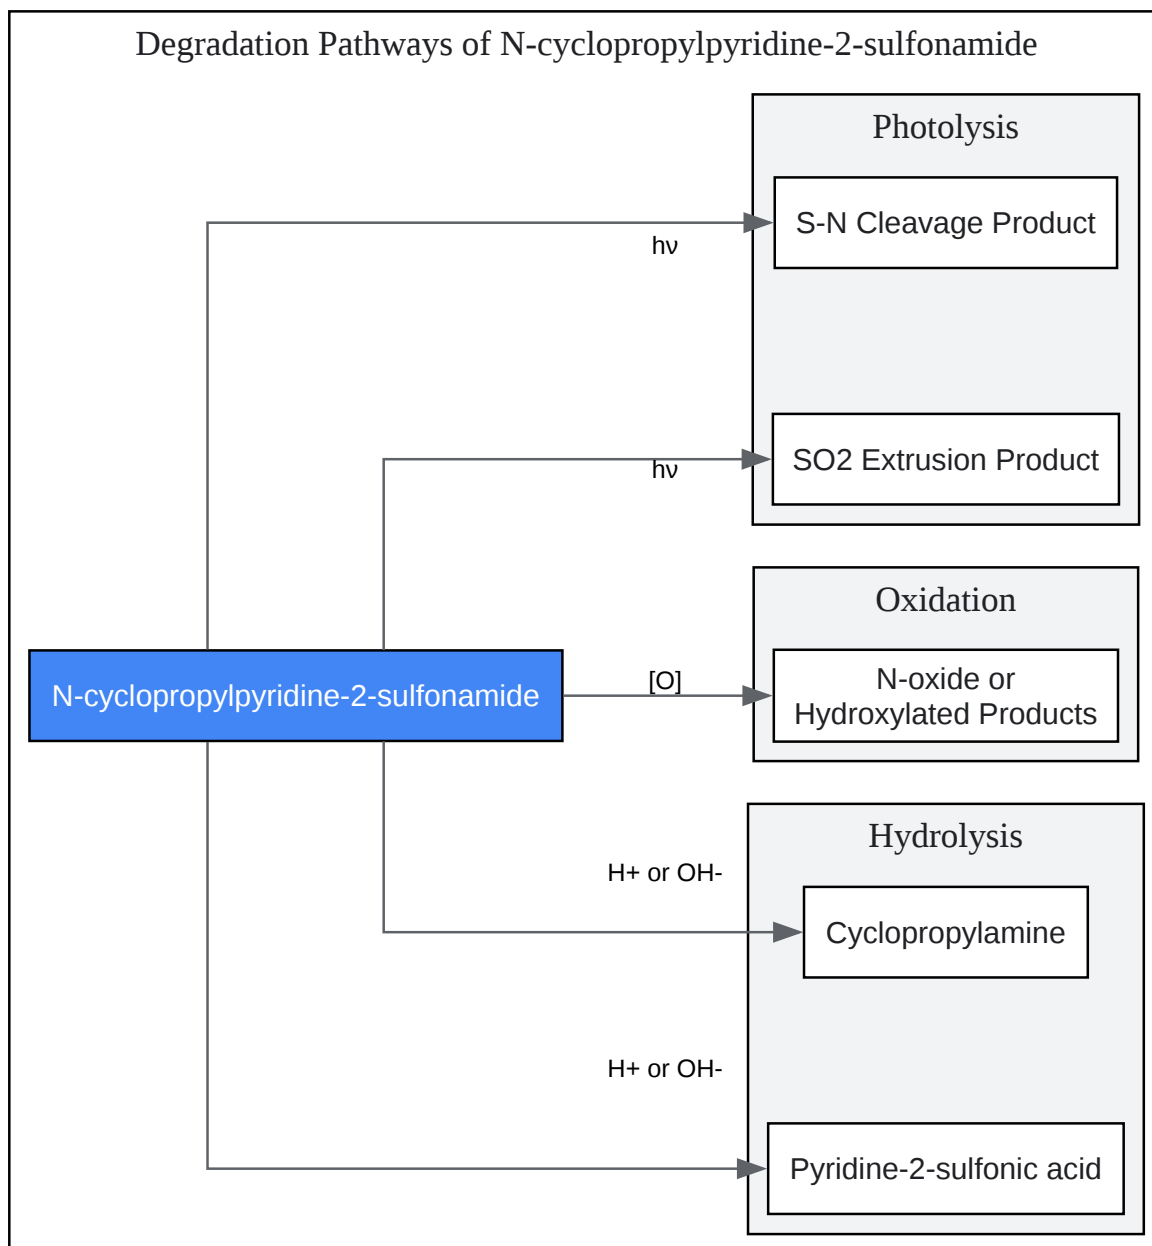 Degradation Pathways of N-cyclopropylpyridine-2-sulfonamide
Photolysis
S-N Cleavage Product
hν
SO2 Extrusion Product
hν
Oxidation
N-cyclopropylpyridine-2-sulfonamide
[O]
N-oxide or
Hydroxylated Products
Hydrolysis
H+ or OH-
Cyclopropylamine
H+ or OH-
Pyridine-2-sulfonic acid